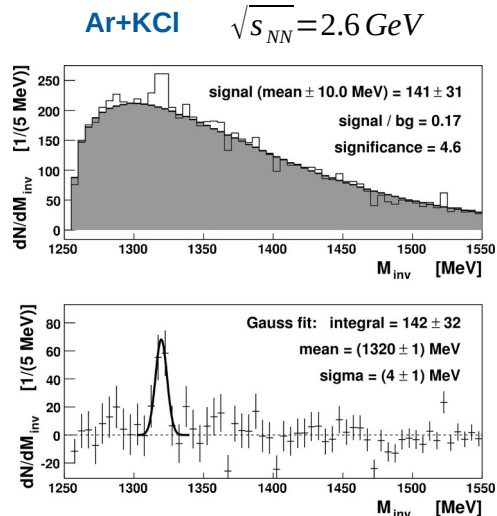 Ar+KCl √s_NN=2.6 GeV
dN/dM_inv [1/(5 MeV)]
250
200
150
100
50
0
signal (mean ± 10.0 MeV) = 141 ± 31
signal / bg = 0.17
significance = 4.6
1250 1300 1350 1400 1450 1500 1550
M_inv [MeV]
dN/dM_inv [1/(5 MeV)]
80
60
40
20
0
-20
Gauss fit: integral = 142 ± 32
mean = (1320 ± 1) MeV
sigma = (4 ± 1) MeV
1250 1300 1350 1400 1450 1500 1550
M_inv [MeV]